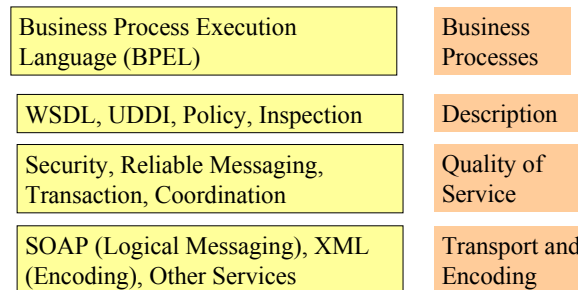 Business Process Execution
Language (BPEL)
Business
Processes
WSDL, UDDI, Policy, Inspection
Description
Security, Reliable Messaging,
Transaction, Coordination
Quality of
Service
SOAP (Logical Messaging), XML
(Encoding), Other Services
Transport and
Encoding